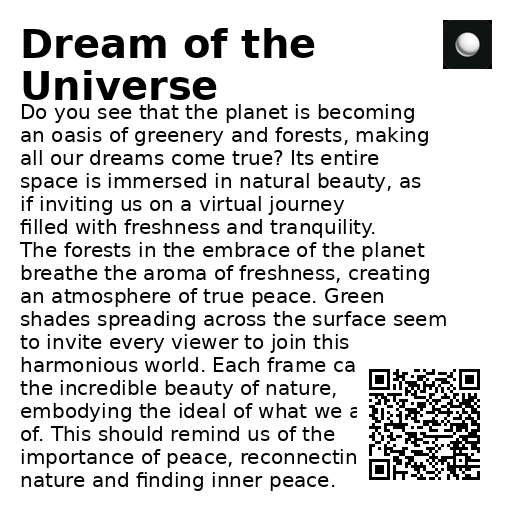 Dream of the
Universe
Do you see that the planet is becoming
an oasis of greenery and forests, making
all our dreams come true? Its entire
space is immersed in natural beauty, as
if inviting us on a virtual journey
filled with freshness and tranquility.
The forests in the embrace of the planet
breathe the aroma of freshness, creating
an atmosphere of true peace. Green
shades spreading across the surface seem
to invite every viewer to join this
harmonious world. Each frame
the incredible beauty of nature,
embodying the ideal of what we
of. This should remind us of the
importance of peace,
nature and finding inner peace.